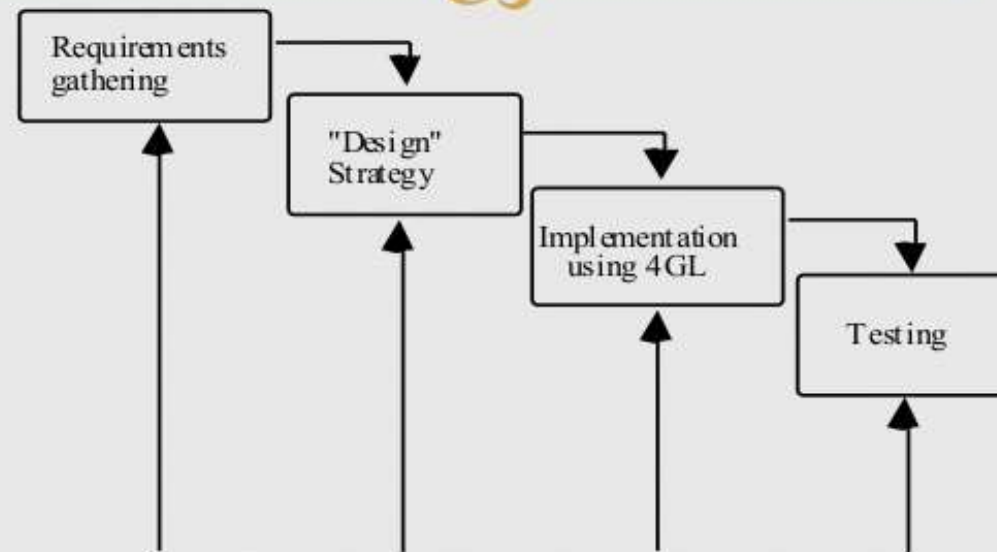 Requirements
gathering
"Design"
Strategy
Implementation
using 4GL
Testing